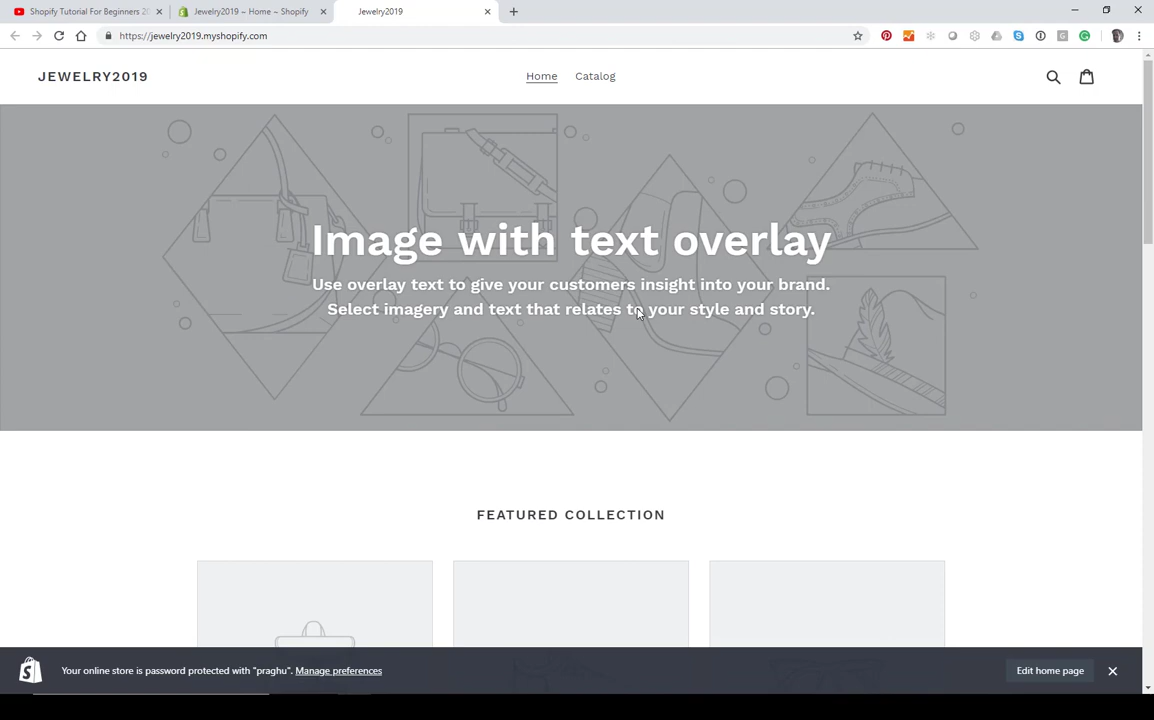 Shopify Tutorial For Beginners 20
Jewelry2019 ~ Home ~ Shopify
Jewelry2019
https://jewelry2019.myshopify.com
JEWELRY2019
Home
Catalog
Image with text overlay
Use overlay text to give your customers insight into your brand.
Select imagery and text that relates to your style and story.
FEATURED COLLECTION
Your online store is password protected with "praghu". Manage preferences
Edit home page